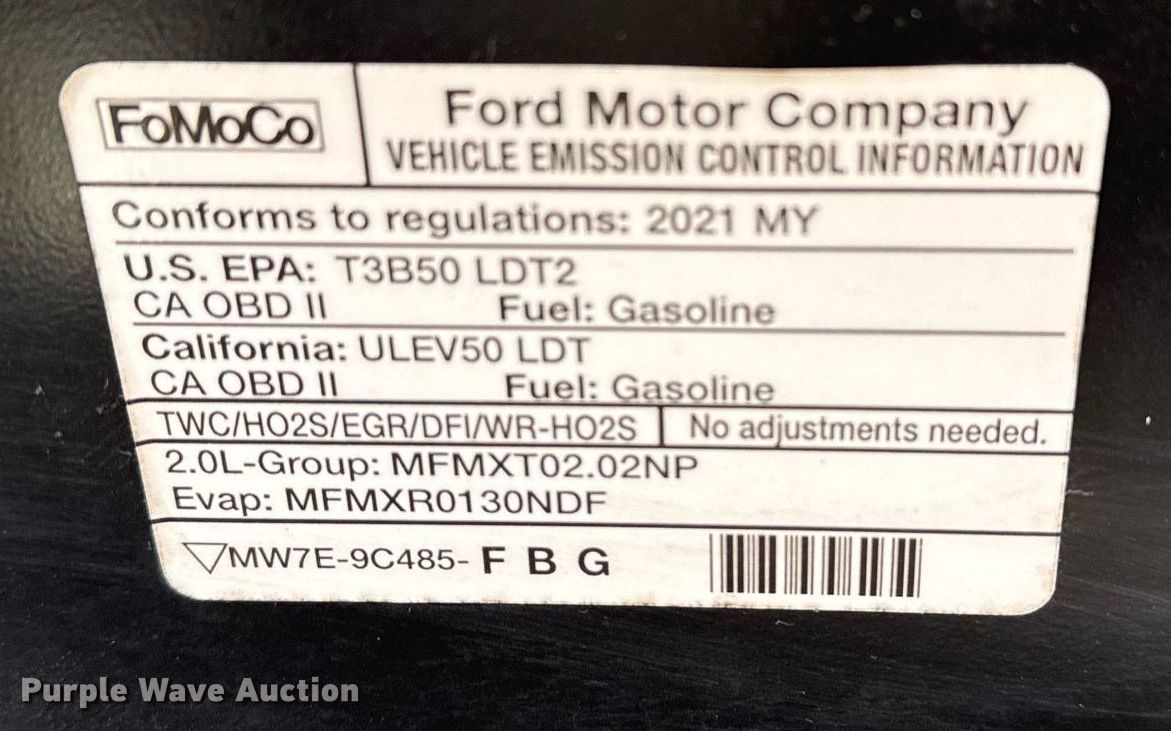 FoMoCo
Ford Motor Company
VEHICLE EMISSION CONTROL INFORMATION
Conforms to regulations: 2021 MY
U.S. EPA: T3B50 LDT2
CA OBD II Fuel: Gasoline
California: ULEV50 LDT
CA OBD II Fuel: Gasoline
TWC/HO2S/EGR/DFI/WR-HO2S No adjustments needed.
2.0L-Group: MFMXT02.02NP
Evap: MFMXR0130NDF
MW7E-9C485- F B G
Purple Wave Auction